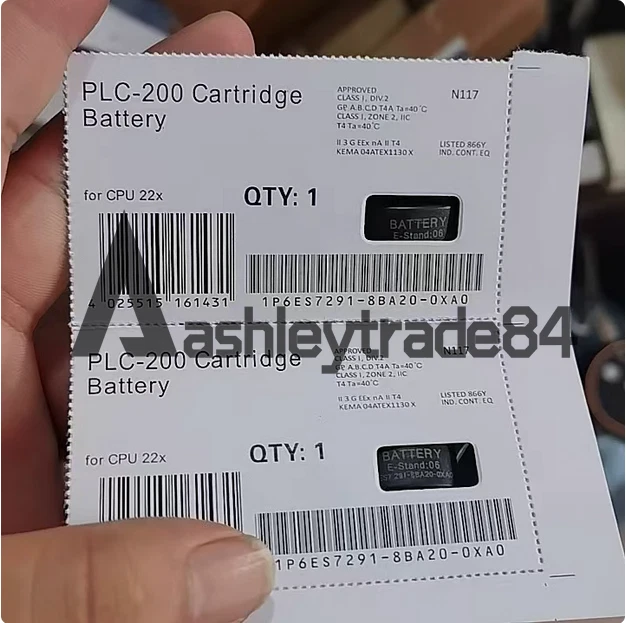 PLC-200 Cartridge
Battery
APPROVED
CLASS I, DIV.2
GP. A.B.C.D T4A Ta=40°C
CLASS I, ZONE 2, IIC
T4 Ta=40°C
N117
II 3 G EEx nA II T4
KEMA 04ATEX1130 X
LISTED 866Y
IND. CONT. EQ
for CPU 22x
QTY: 1
BATTERY
E-Stand:06
4 025515 161431
1P6ES7291-8BA20-0XA0
ashleytrade84
PLC-200 Cartridge
Battery
APPROVED
CLASS I, DIV.2
GP. A.B.C.D T4A Ta=40°C
CLASS I, ZONE 2, IIC
T4 Ta=40°C
N117
II 3 G EEx nA II T4
KEMA 04ATEX1130 X
LISTED 866Y
IND. CONT. EQ
for CPU 22x
QTY: 1
BATTERY
E-Stand:06
291-8BA20-0XA0
1P6ES7291-8BA20-0XA0